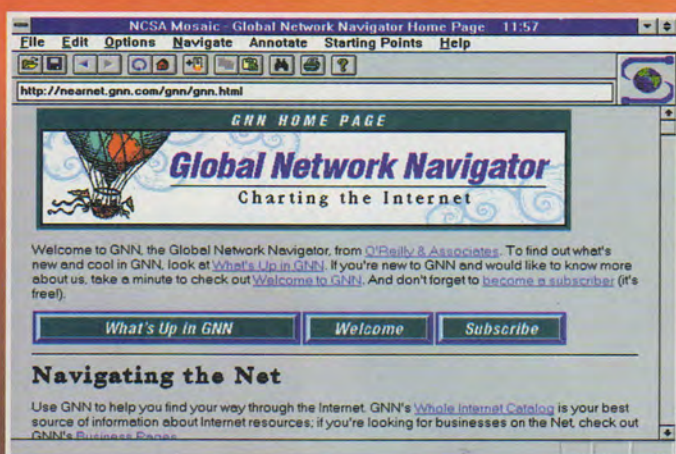 NCSA Mosaic - Global Network Navigator Home Page 11:57
File Edit Options Navigate Annotate Starting Points Help
http://nearnet.gnn.com/gnn/gnn.html
GNN HOME PAGE
Global Network Navigator
Charting the Internet
Welcome to GNN, the Global Network Navigator, from O'Reilly & Associates. To find out what's
new and cool in GNN, look at What's Up in GNN. If you're new to GNN and would like to know more
about us, take a minute to check out Welcome to GNN. And don't forget to become a subscriber (it's
free!).
What's Up in GNN Welcome Subscribe
Navigating the Net
Use GNN to help you find your way through the Internet. GNN's Whole Internet Catalog is your best
source of information about Internet resources; if you're looking for businesses on the Net, check out
GNN's Business Pages